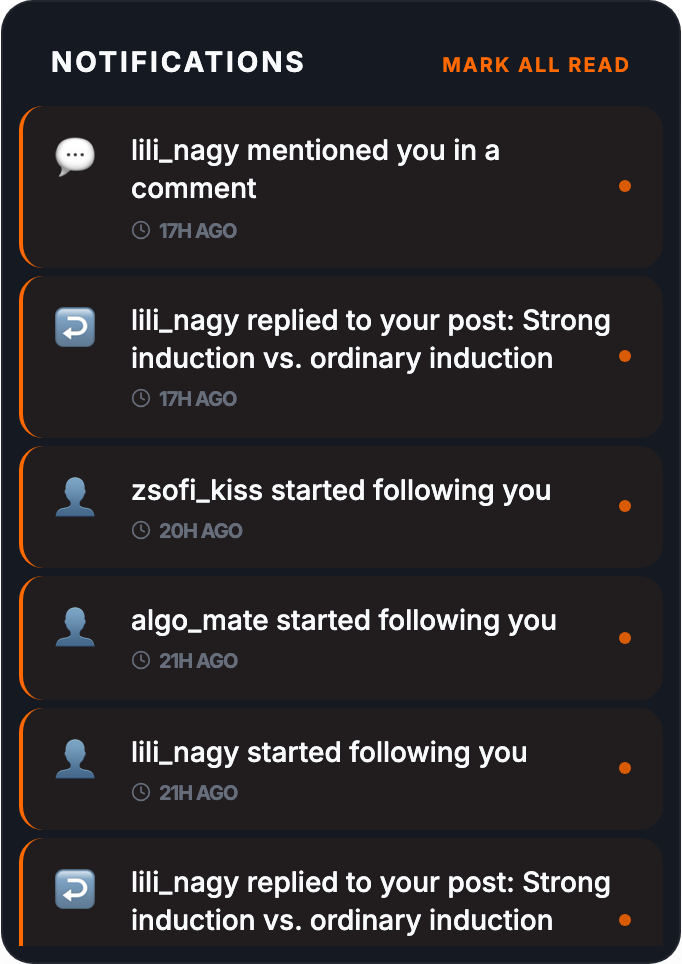 NOTIFICATIONS
MARK ALL READ
lili_nagy mentioned you in a
comment
17H AGO
lili_nagy replied to your post: Strong
induction vs. ordinary induction
17H AGO
zsofi_kiss started following you
20H AGO
algo_mate started following you
21H AGO
lili_nagy started following you
21H AGO
lili_nagy replied to your post: Strong
induction vs. ordinary induction